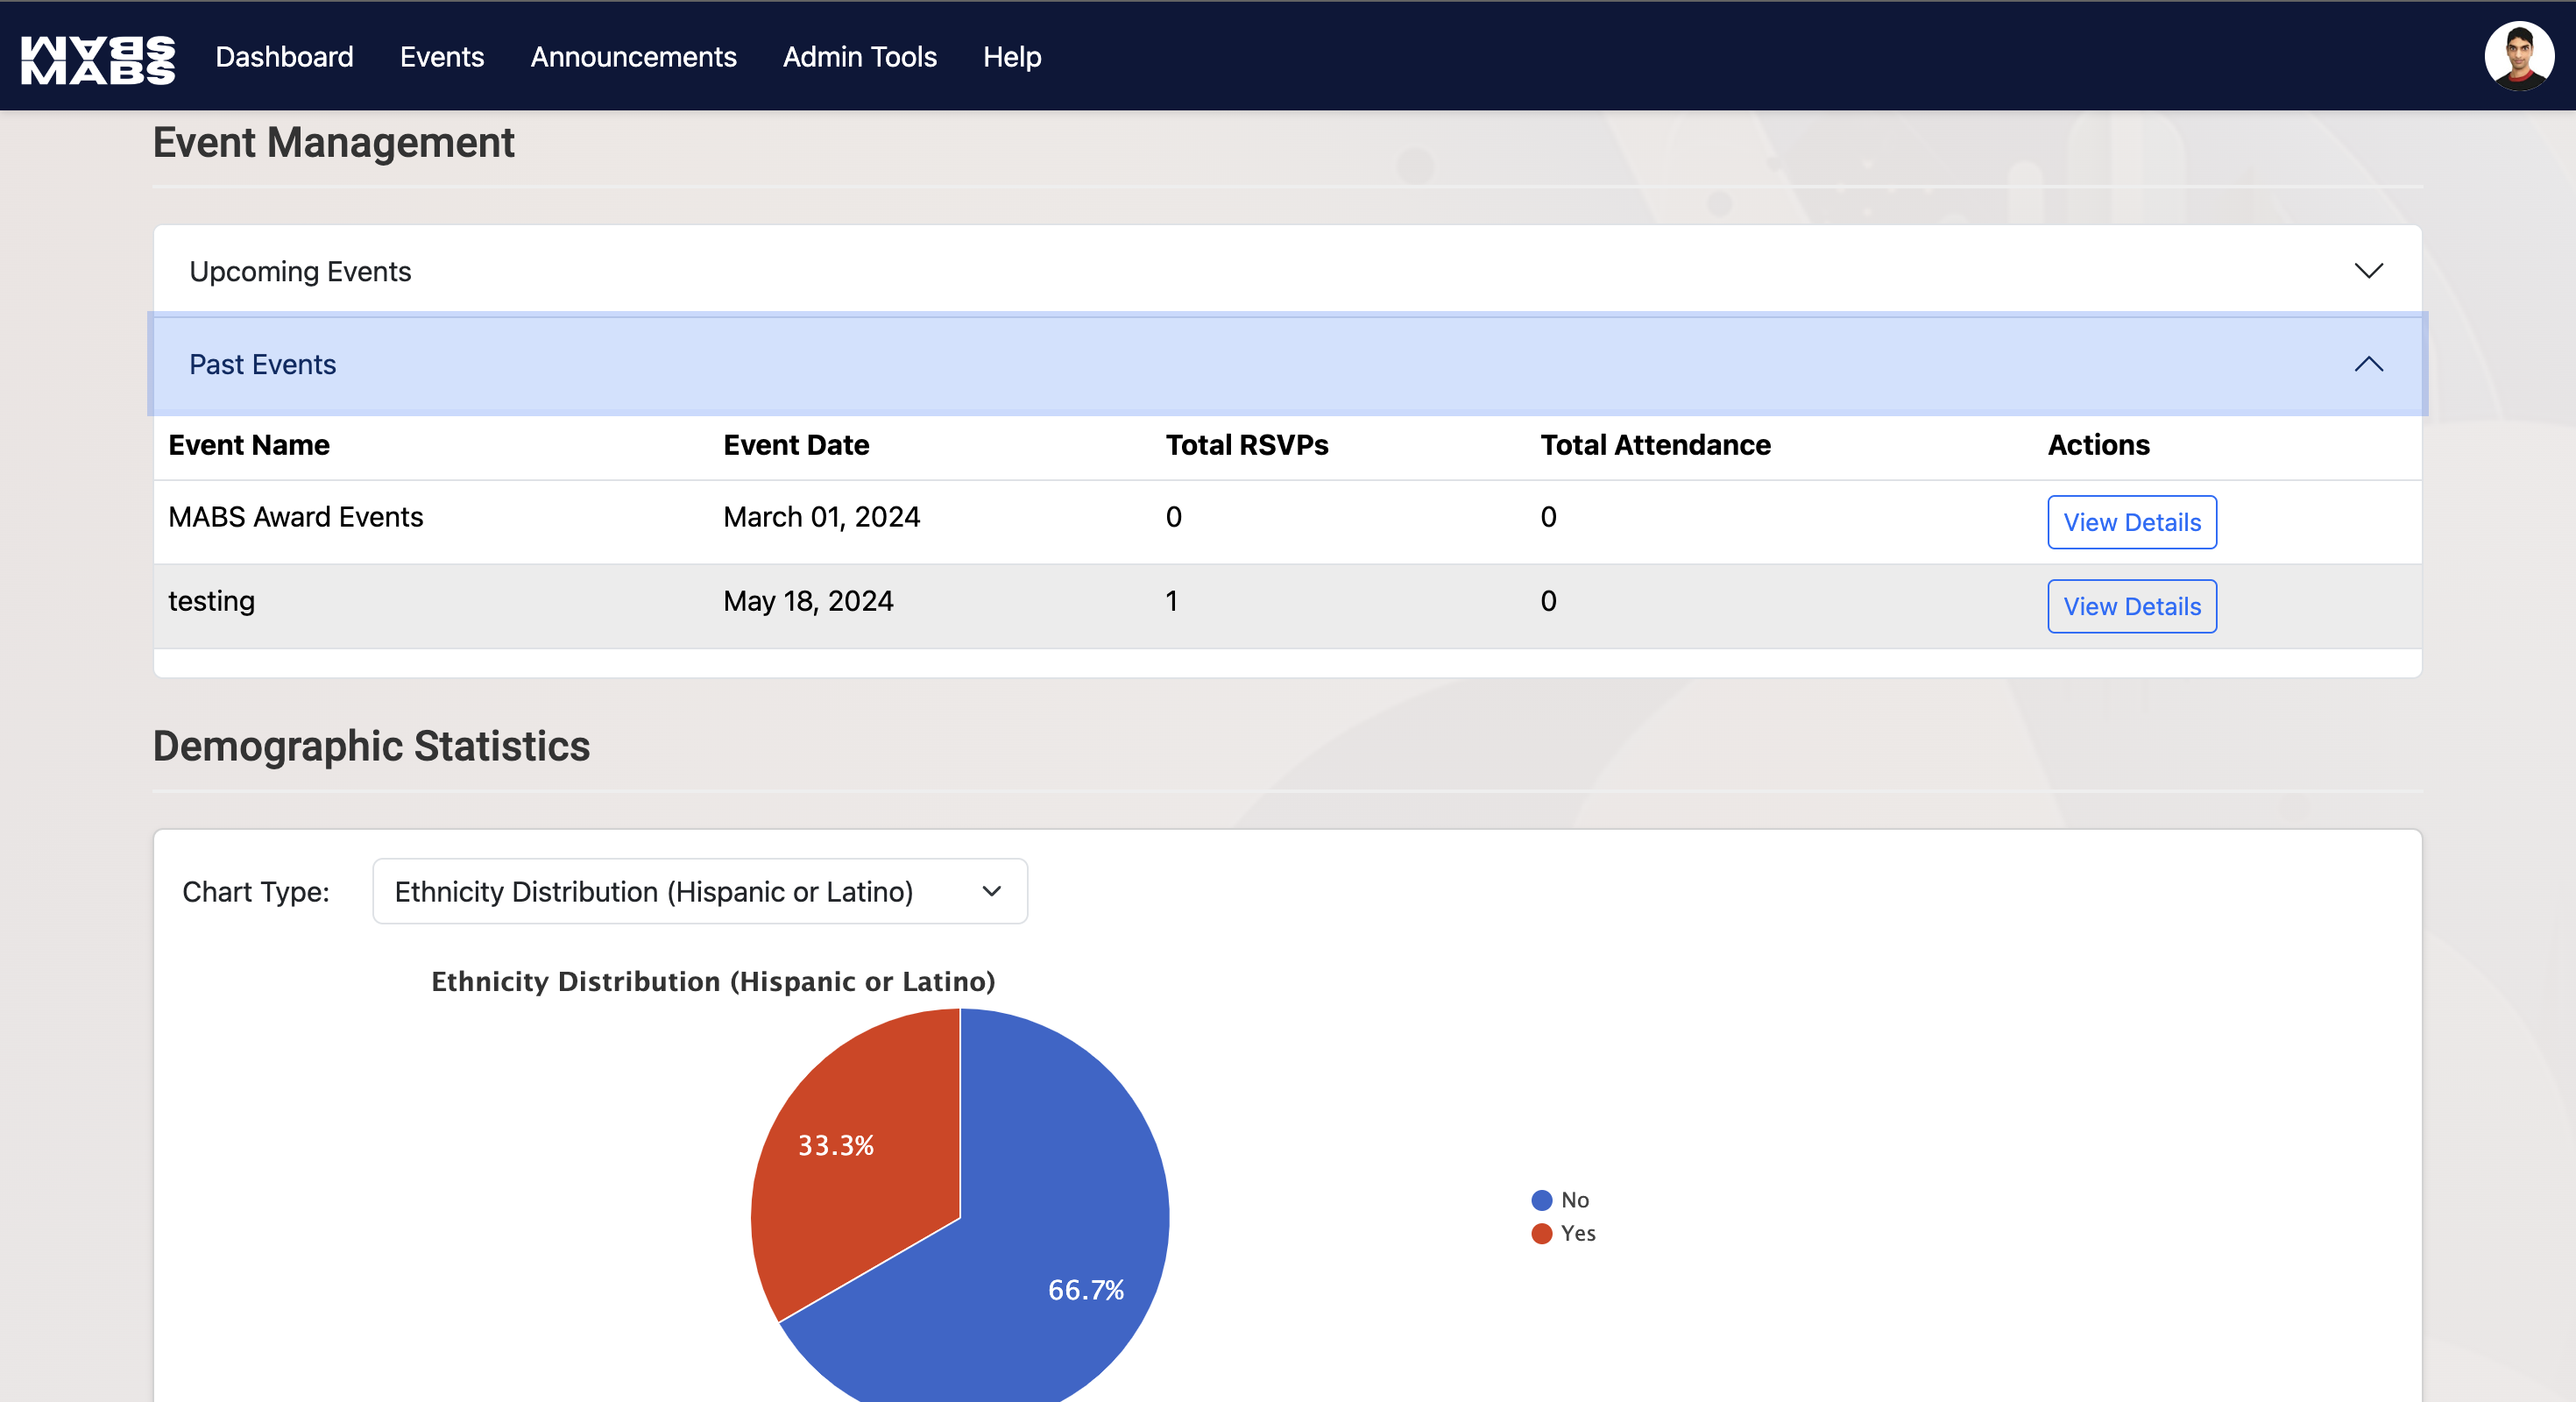 MABS
MABS Dashboard Events Announcements Admin Tools Help
Event Management
Upcoming Events
Past Events
Event Name Event Date Total RSVPs Total Attendance Actions
MABS Award Events March 01, 2024 0 0 View Details
testing May 18, 2024 1 0 View Details
Demographic Statistics
Chart Type: Ethnicity Distribution (Hispanic or Latino)
Ethnicity Distribution (Hispanic or Latino)
33.3%
66.7%
No
Yes